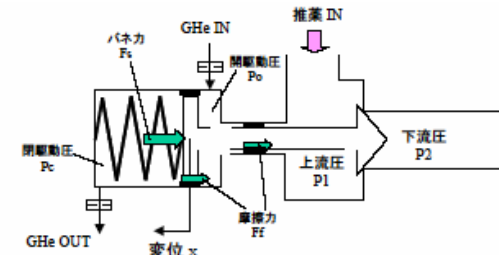 推薬 IN
GHe IN
バネ力
Fs
開駆動圧
Po
閉駆動圧
Pc
上流圧
P1
下流圧
P2
摩擦力
Ff
GHe OUT
変位 x